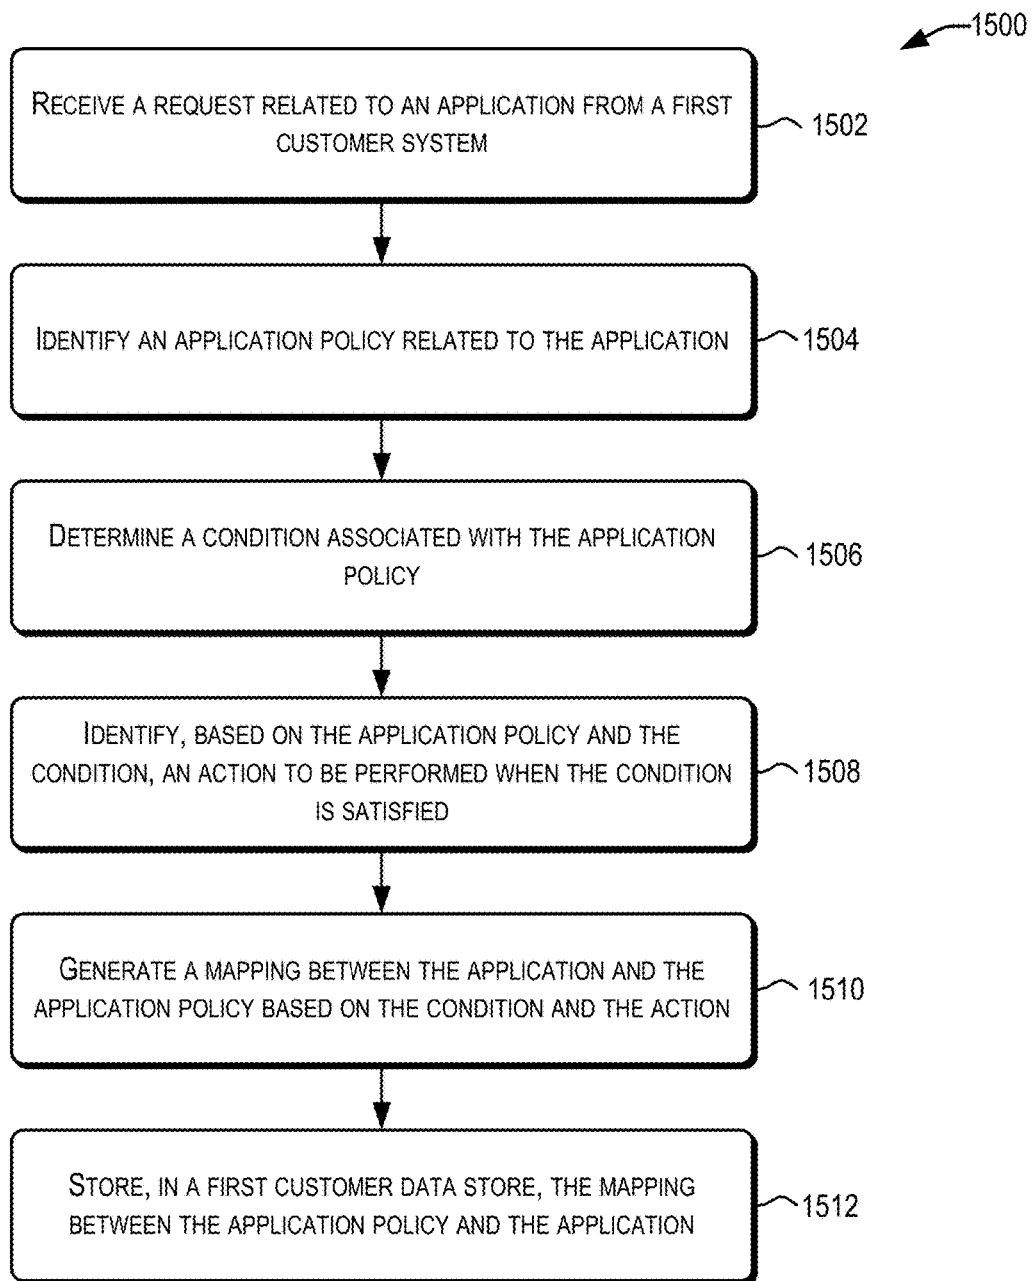 1500
RECEIVE A REQUEST RELATED TO AN APPLICATION FROM A FIRST
CUSTOMER SYSTEM
1502
IDENTIFY AN APPLICATION POLICY RELATED TO THE APPLICATION
1504
DETERMINE A CONDITION ASSOCIATED WITH THE APPLICATION
POLICY
1506
IDENTIFY, BASED ON THE APPLICATION POLICY AND THE
CONDITION, AN ACTION TO BE PERFORMED WHEN THE CONDITION
IS SATISFIED
1508
GENERATE A MAPPING BETWEEN THE APPLICATION AND THE
APPLICATION POLICY BASED ON THE CONDITION AND THE ACTION
1510
STORE, IN A FIRST CUSTOMER DATA STORE, THE MAPPING
BETWEEN THE APPLICATION POLICY AND THE APPLICATION
1512